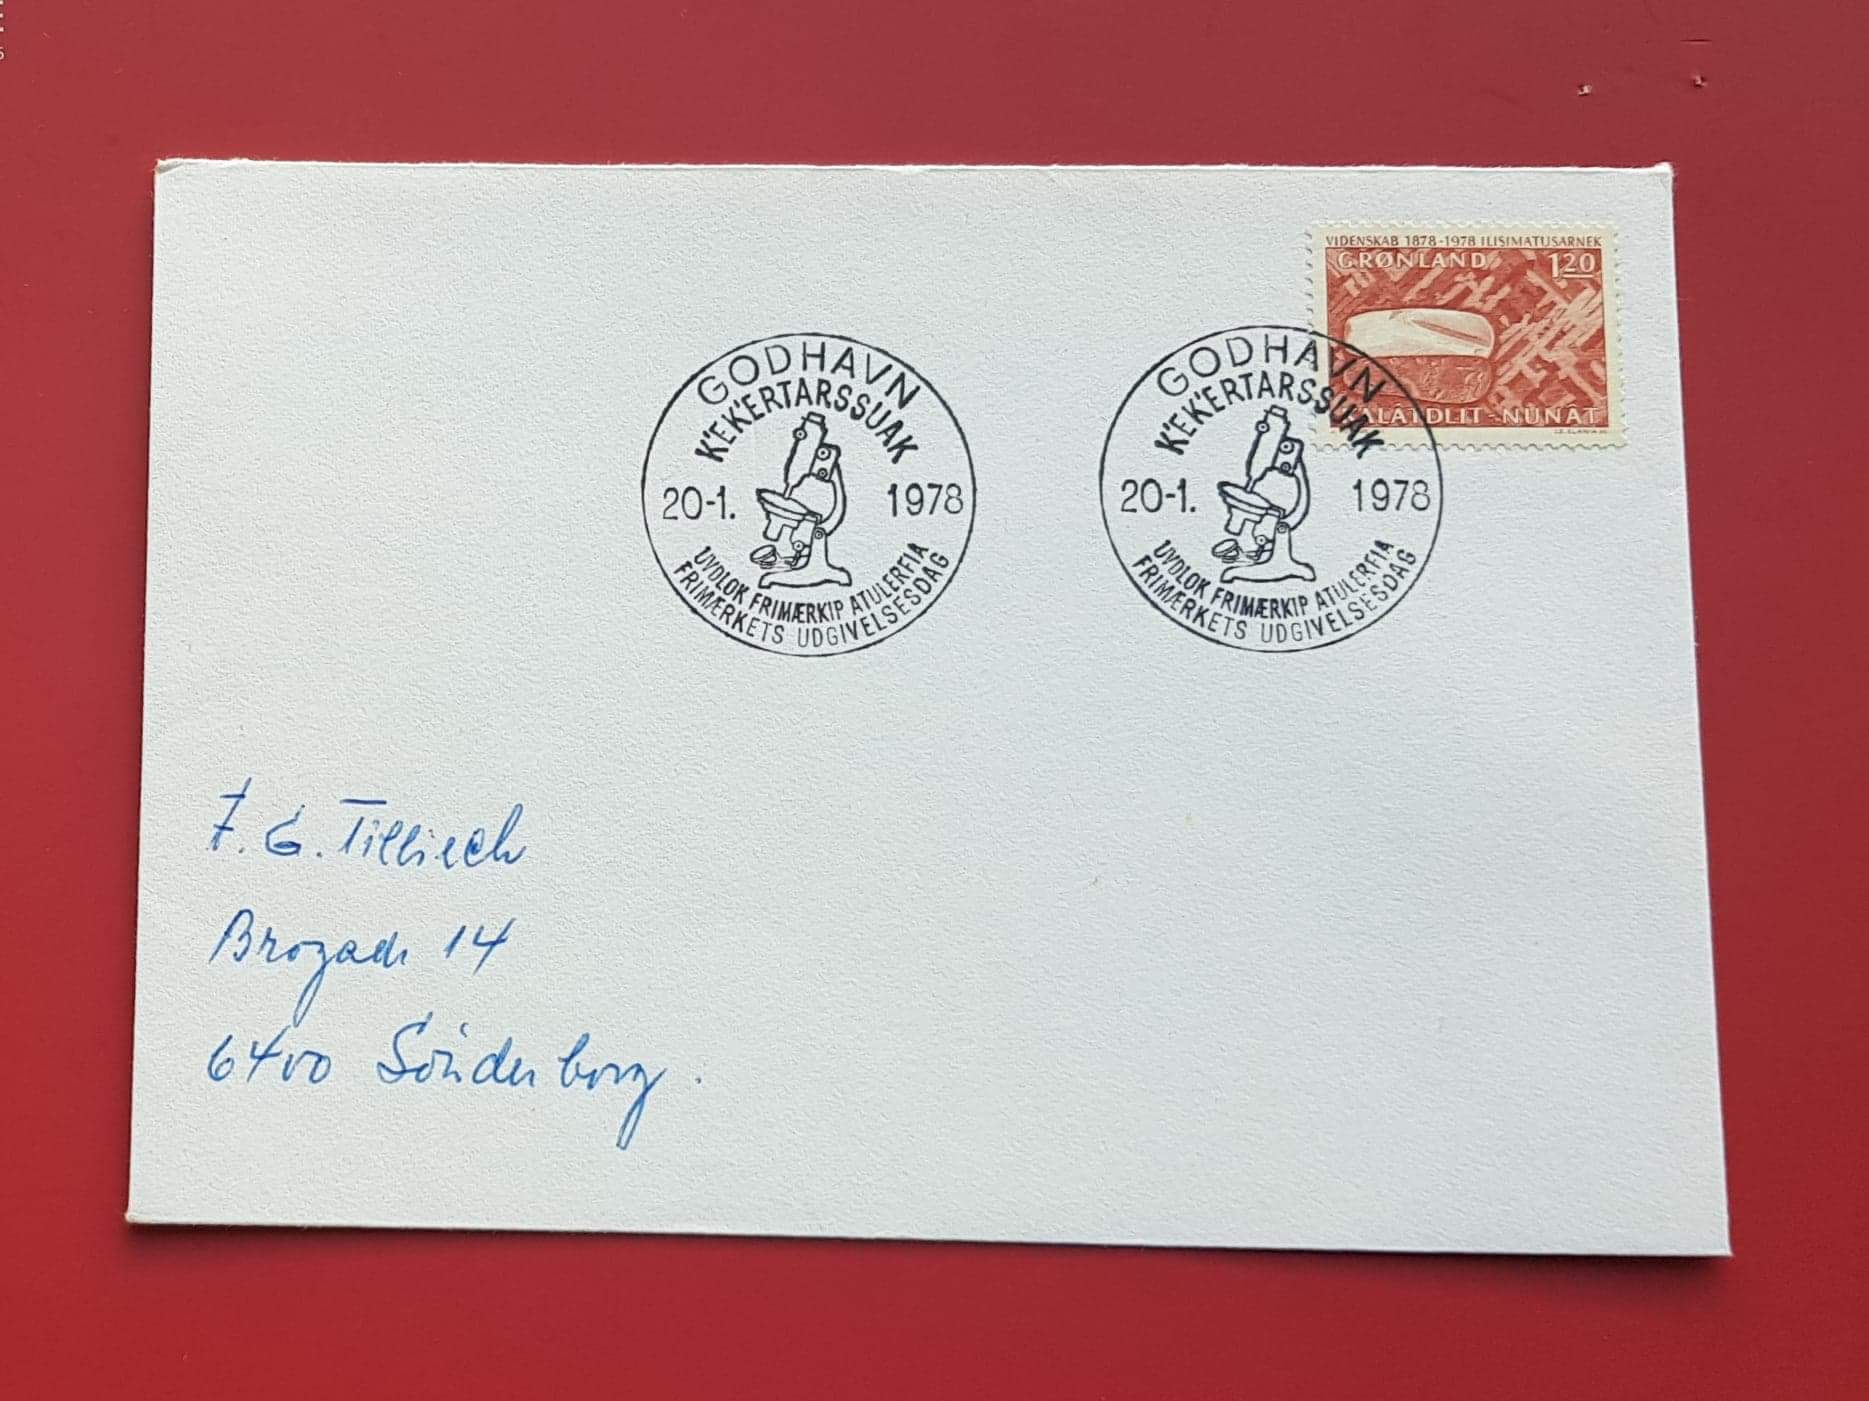 VIDENSKAB 1878-1978 ILISIMATUSARNEK
GRØNLAND 120
KALÂTDLIT-NUNÂT
GODHAVN
K'EK'ERTARSSUAK
20-1. 1978
UVDLOK FRIMÆRKIP ATULERFIA
FRIMÆRKETS UDGIVELSESDAG
GODHAVN
K'EK'ERTARSSUAK
20-1. 1978
UVDLOK FRIMÆRKIP ATULERFIA
FRIMÆRKETS UDGIVELSESDAG
G. Tillisch
Brogade 14
6400 Sönderborg.